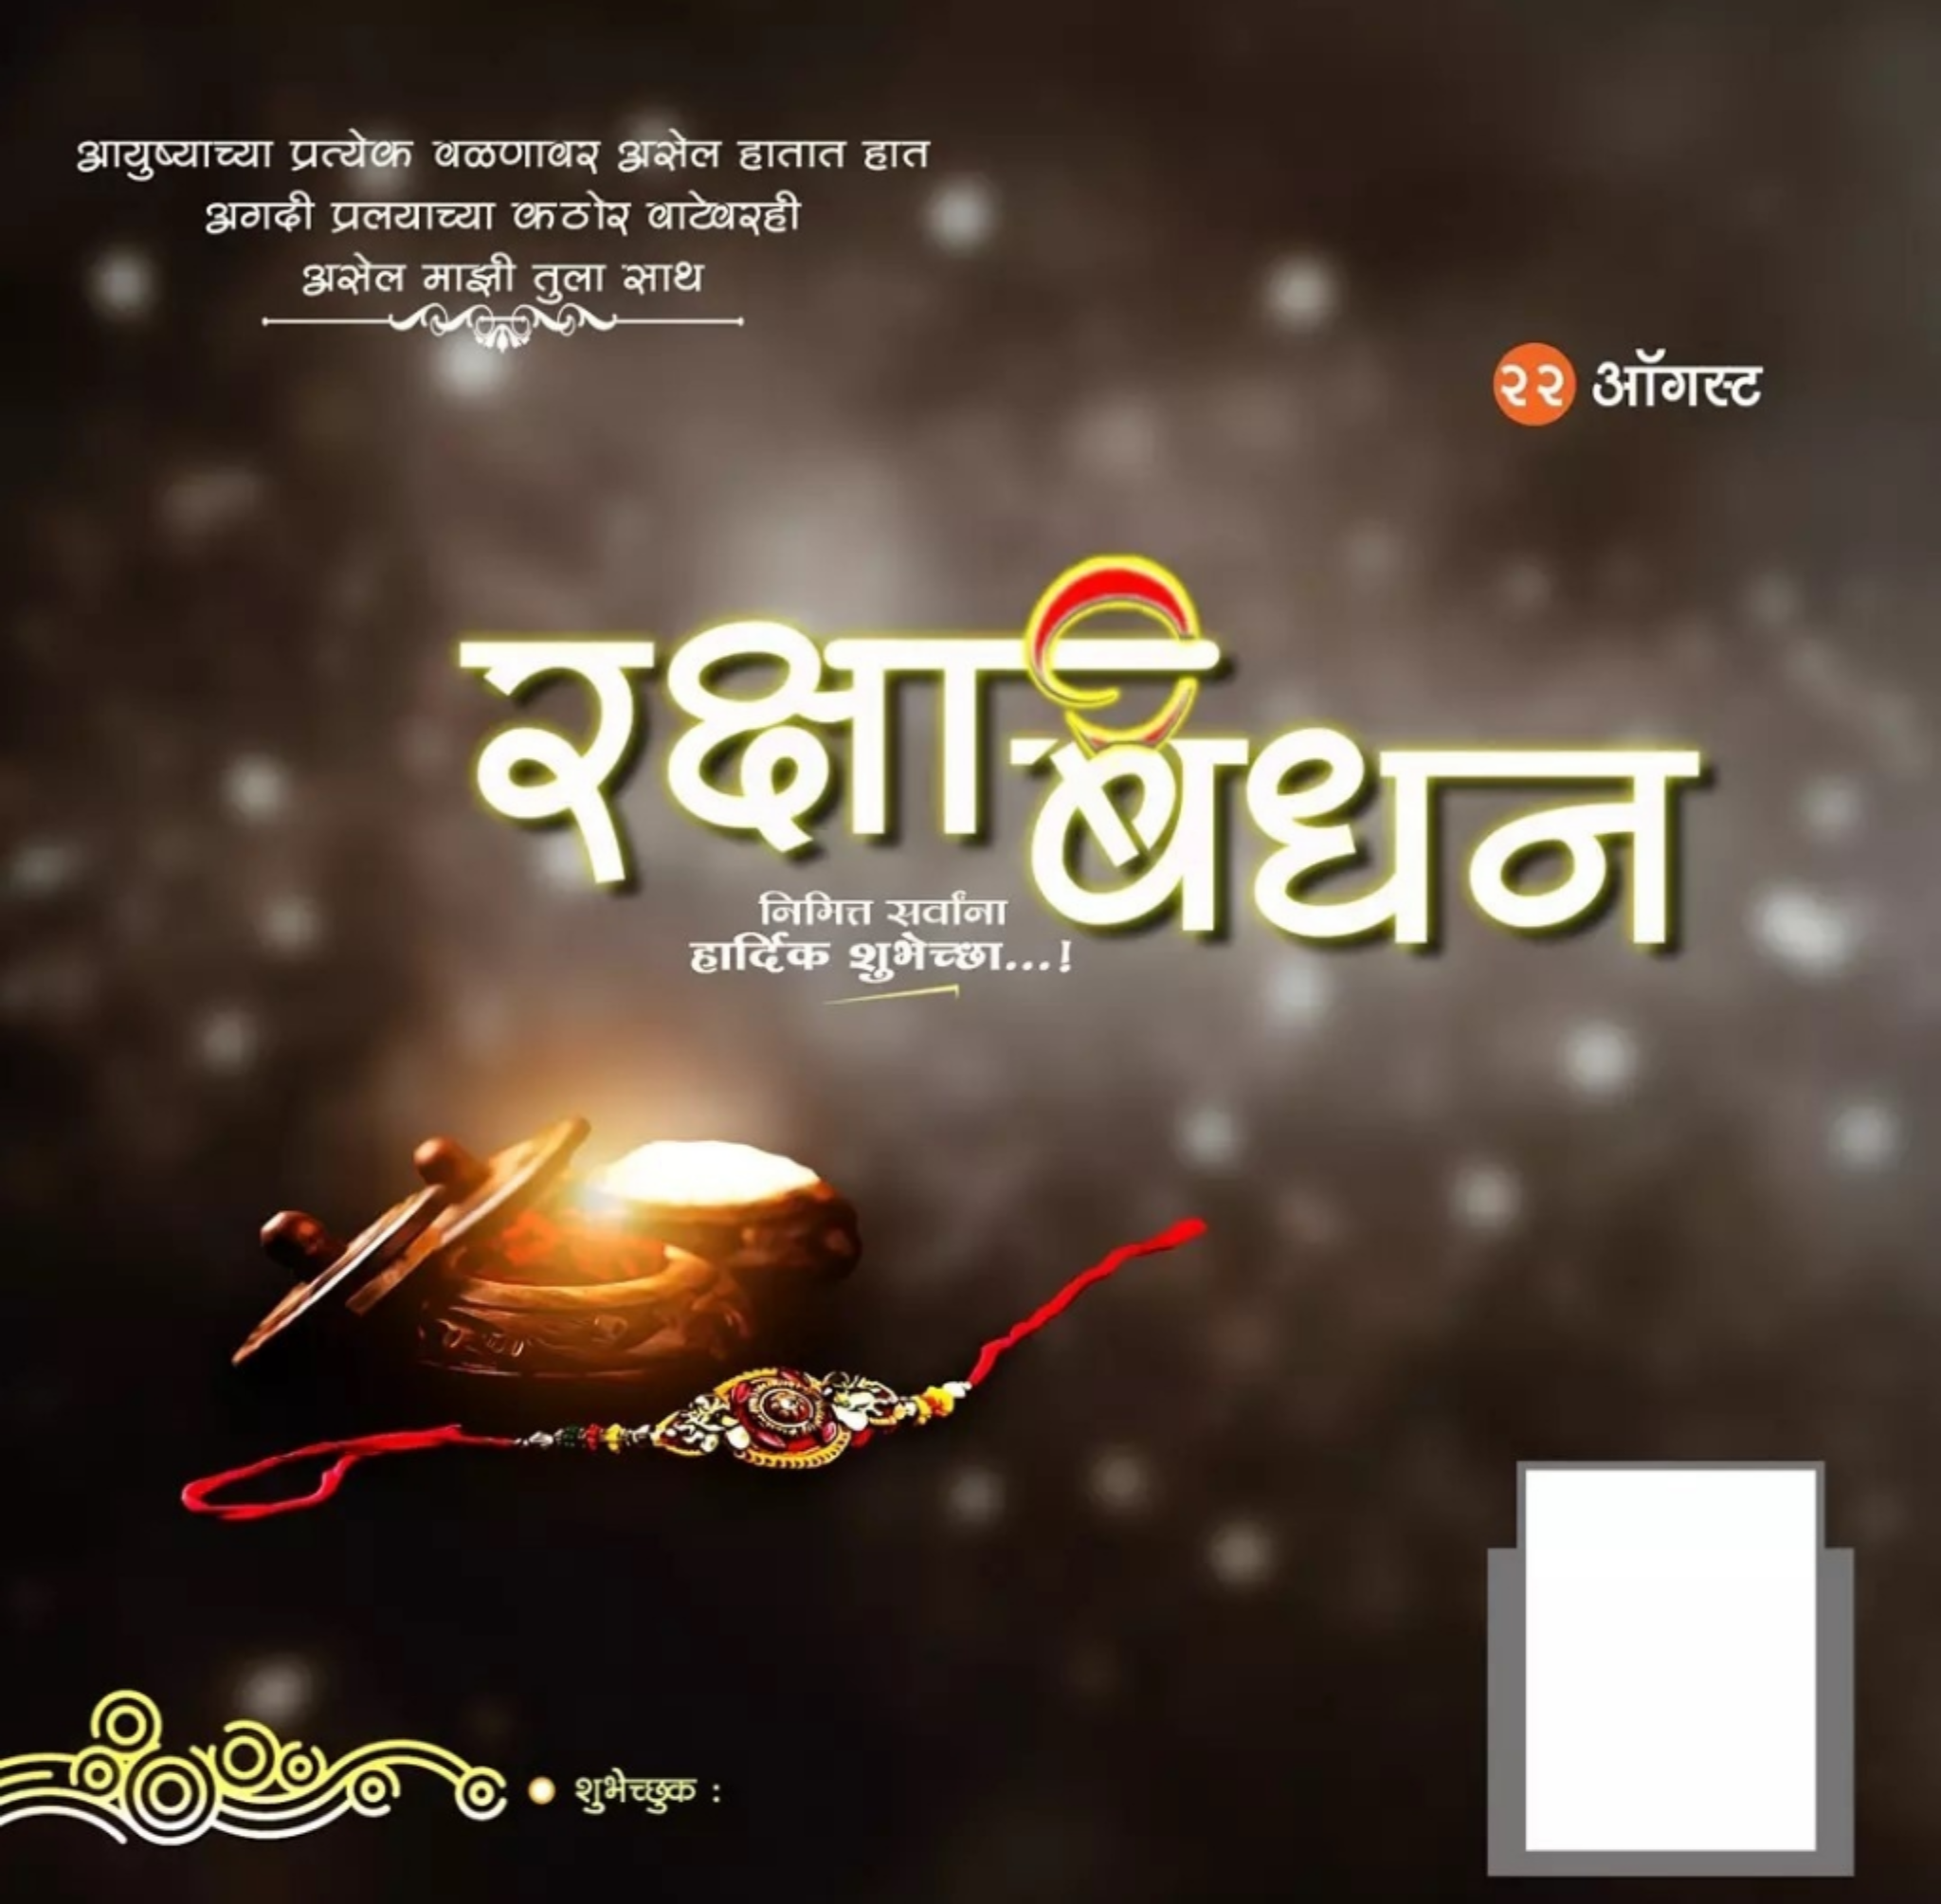 आयुष्याच्या प्रत्येक वळणावर असेल हातात हात
अगदी प्रलयाच्या कठोर वाटेवरही
असेल माझी तुला साथ
२२ ऑगस्ट
रक्षाबंधन
निमित्त सर्वांना
हार्दिक शुभेच्छा...!
शुभेच्छुक :